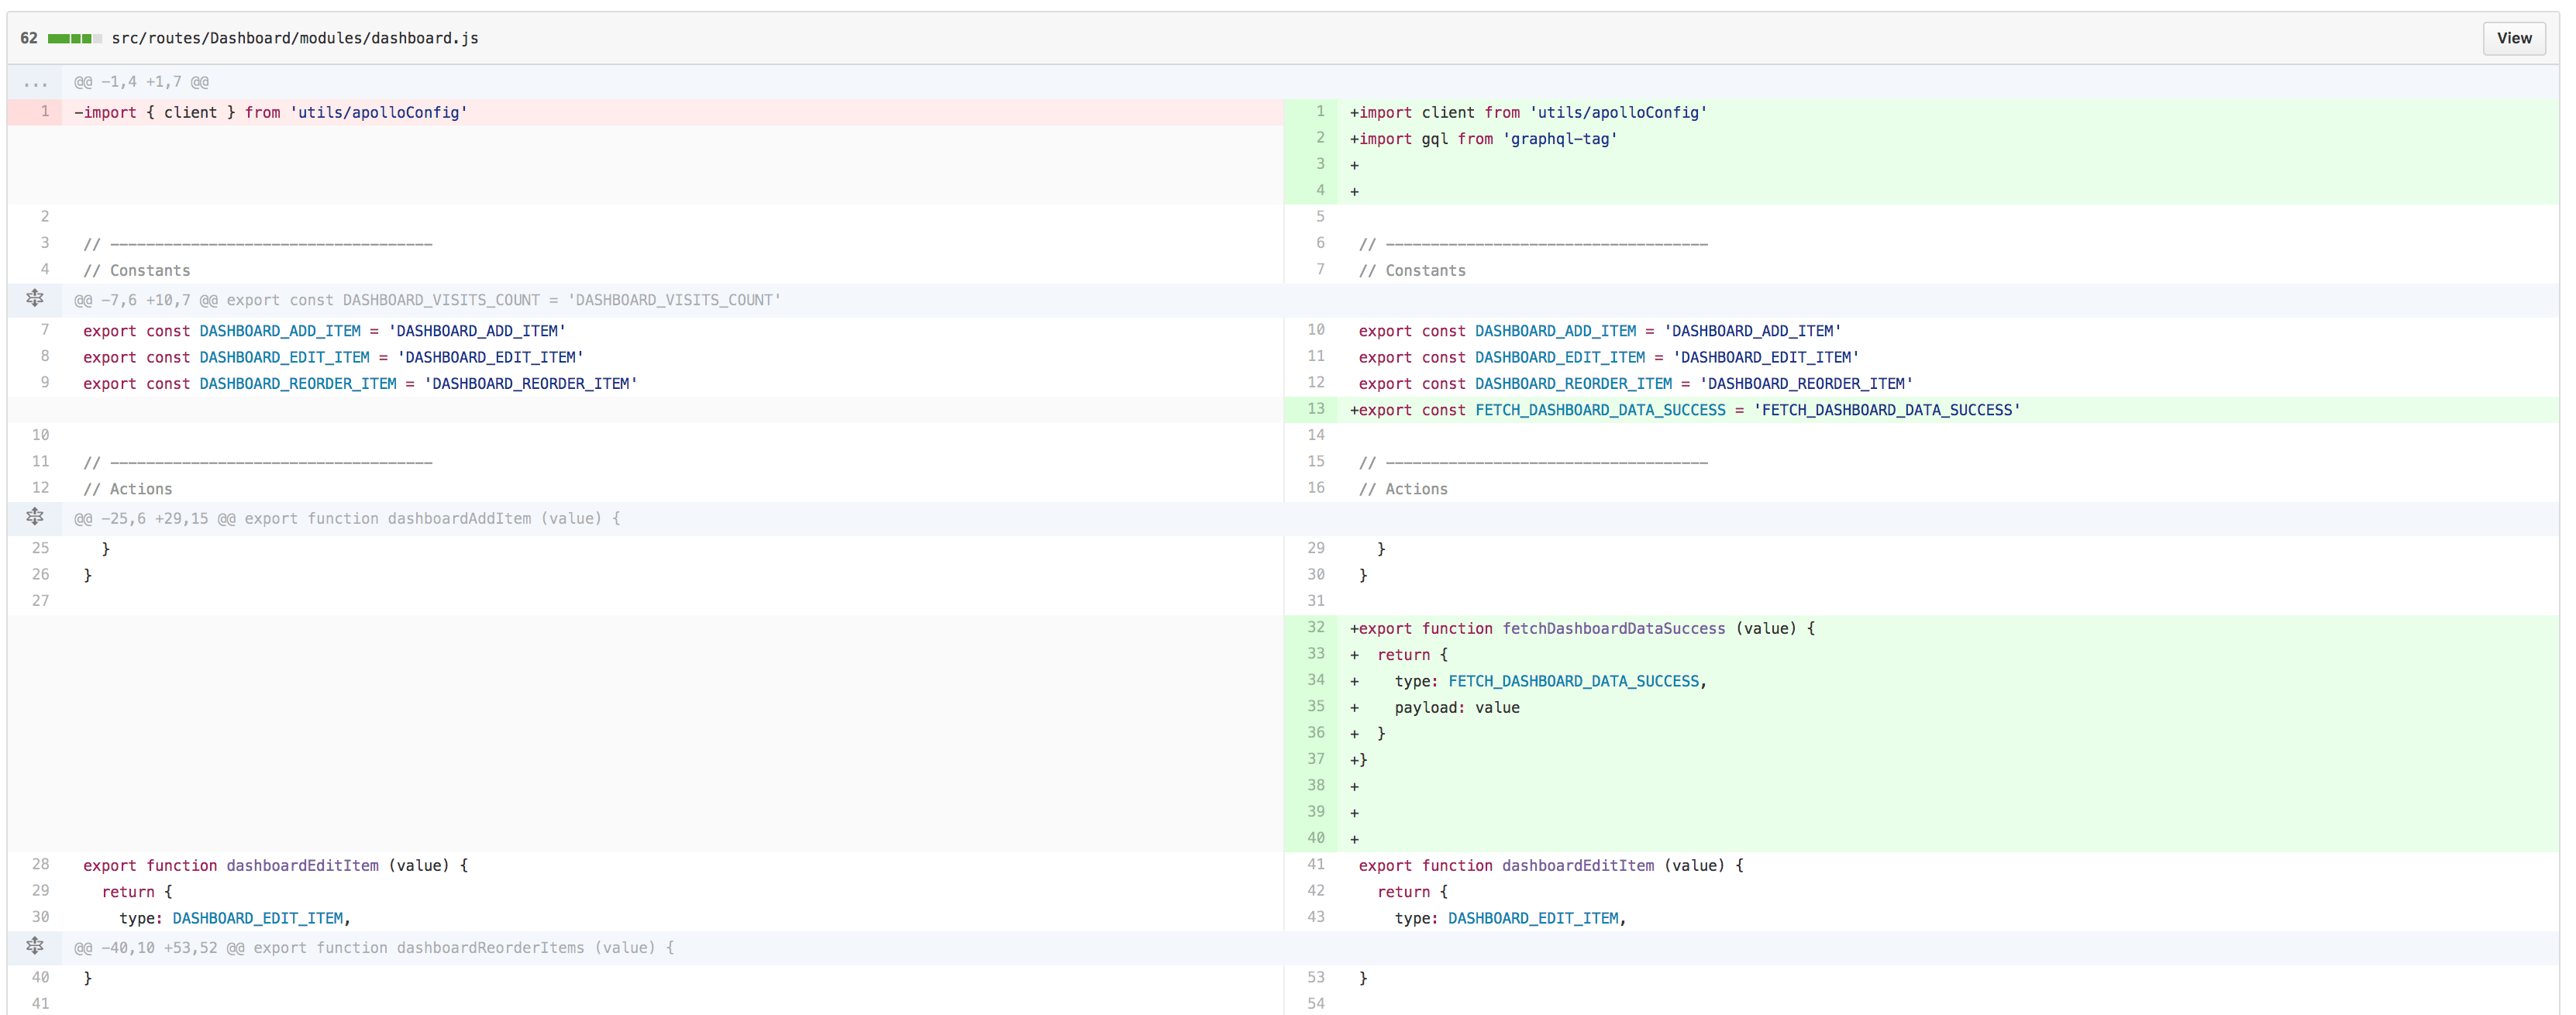 62 src/routes/Dashboard/modules/dashboard.js View
... @@ -1,4 +1,7 @@
1 -import { client } from 'utils/apolloConfig' 1 +import client from 'utils/apolloConfig'
2 +import gql from 'graphql-tag'
3 +
4 +
2 5
3 // ------------------------------------ 6 // ------------------------------------
4 // Constants 7 // Constants
@@ -7,6 +10,7 @@ export const DASHBOARD_VISITS_COUNT = 'DASHBOARD_VISITS_COUNT'
7 export const DASHBOARD_ADD_ITEM = 'DASHBOARD_ADD_ITEM' 10 export const DASHBOARD_ADD_ITEM = 'DASHBOARD_ADD_ITEM'
8 export const DASHBOARD_EDIT_ITEM = 'DASHBOARD_EDIT_ITEM' 11 export const DASHBOARD_EDIT_ITEM = 'DASHBOARD_EDIT_ITEM'
9 export const DASHBOARD_REORDER_ITEM = 'DASHBOARD_REORDER_ITEM' 12 export const DASHBOARD_REORDER_ITEM = 'DASHBOARD_REORDER_ITEM'
13 +export const FETCH_DASHBOARD_DATA_SUCCESS = 'FETCH_DASHBOARD_DATA_SUCCESS'
10 14
11 // ------------------------------------ 15 // ------------------------------------
12 // Actions 16 // Actions
@@ -25,6 +29,15 @@ export function dashboardAddItem (value) {
25 } 29 }
26 } 30 }
27 31
32 +export function fetchDashboardDataSuccess (value) {
33 + return {
34 + type: FETCH_DASHBOARD_DATA_SUCCESS,
35 + payload: value
36 + }
37 +}
38 +
39 +
40 +
28 export function dashboardEditItem (value) { 41 export function dashboardEditItem (value) {
29 return { 42 return {
30 type: DASHBOARD_EDIT_ITEM, 43 type: DASHBOARD_EDIT_ITEM,
@@ -40,10 +53,52 @@ export function dashboardReorderItems (value) {
40 } 53 }
41 54